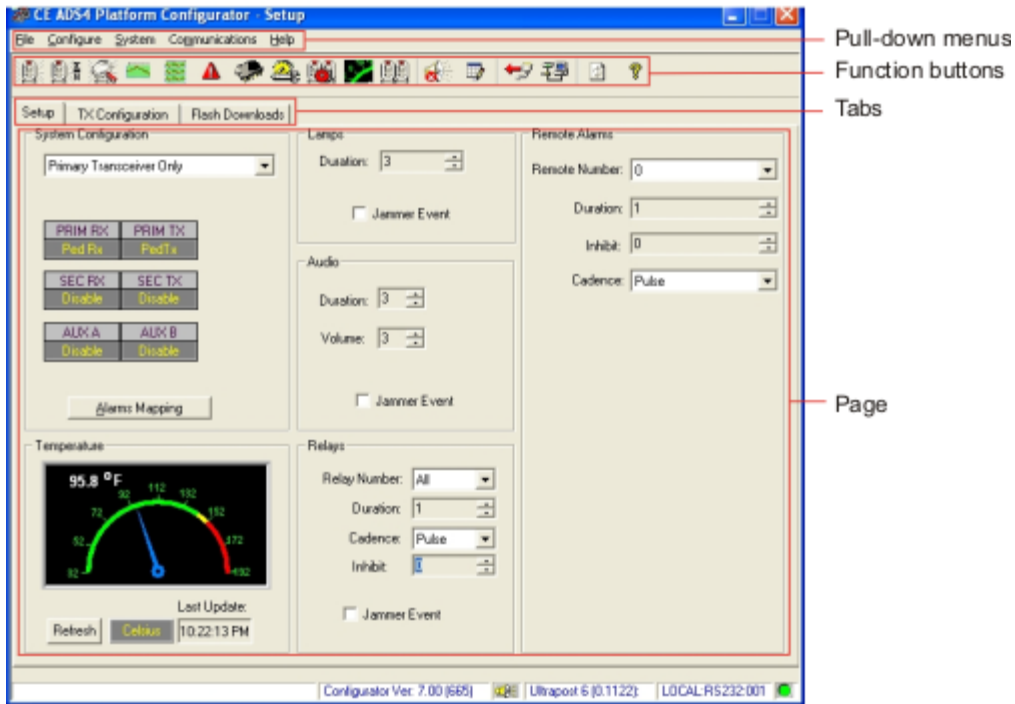 CE ADS4 Platform Configurator - Setup
File Configure System Communications Help
Pull-down menus
Function buttons
Tabs
Setup TX Configuration Flash Downloads
System Configuration
Primary Transceiver Only
PRIM RX PRIM TX
Ped Rx PedTx
SEC RX SEC TX
Disable Disable
AUX A AUX B
Disable Disable
Alarms Mapping
Temperature
95.8 °F
92 112 132
72 152
52 172
32 192
Last Update:
Refresh Celsius 10:22:13 PM
Lamps
Duration: 3
Jammer Event
Audio
Duration: 3
Volume: 3
Jammer Event
Relays
Relay Number: All
Duration: 1
Cadence: Pulse
Inhibit: 0
Jammer Event
Remote Alarms
Remote Number: 0
Duration: 1
Inhibit: 0
Cadence: Pulse
Page
Configurator Ver: 7.00 (665) Ultrapost 6 (0.1122): LOCAL:RS232:001